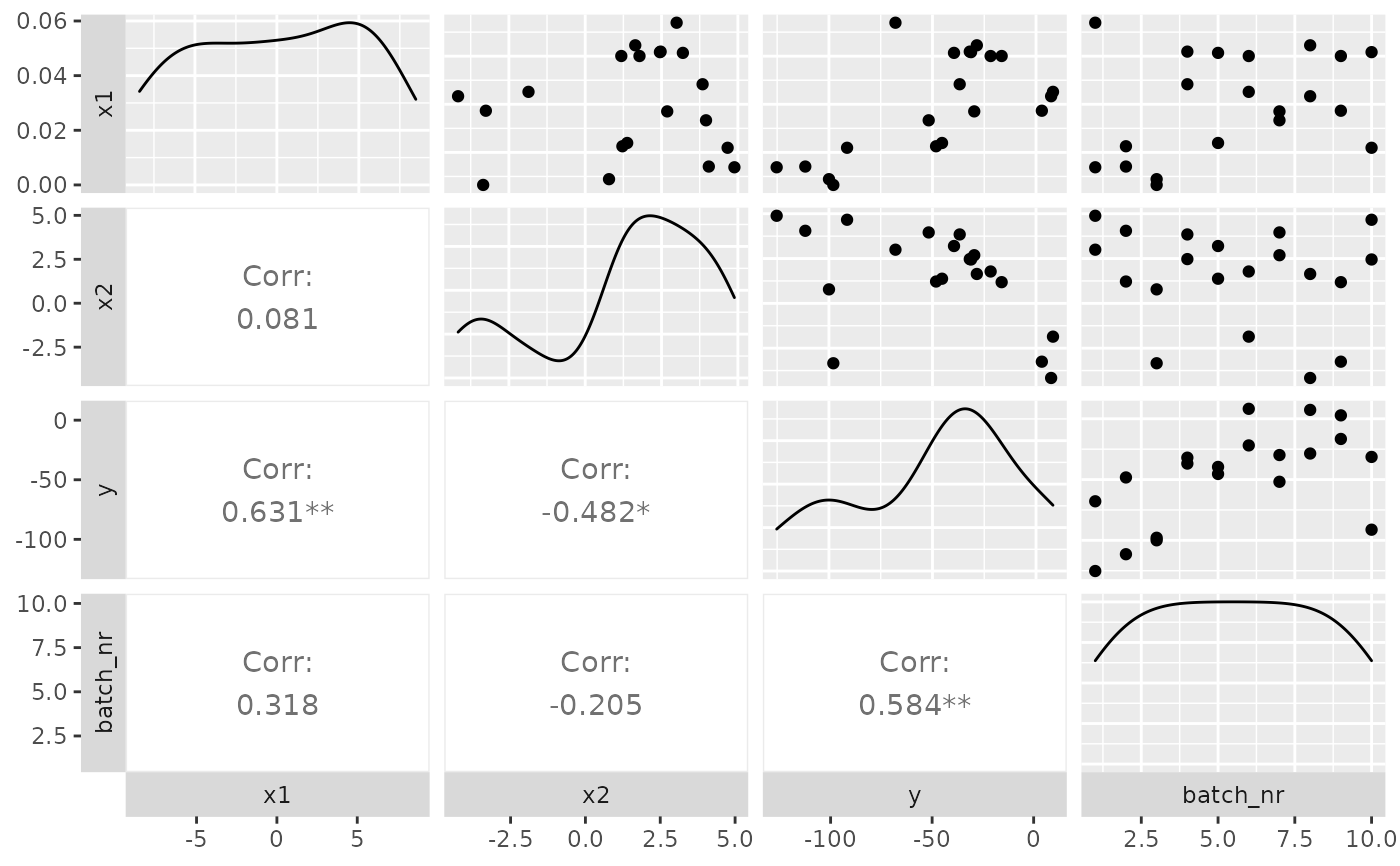 0.06
0.04
0.02
0.00
x1
5.0
2.5
0.0
-2.5
x2
Corr:
0.081
0
-50
-100
y
Corr:
0.631**
Corr:
-0.482*
10.0
7.5
5.0
2.5
batch_nr
Corr:
0.318
Corr:
-0.205
Corr:
0.584**
x1 x2 y batch_nr
-5 0 5 -2.5 0.0 2.5 5.0 -100 -50 0 2.5 5.0 7.5 10.0